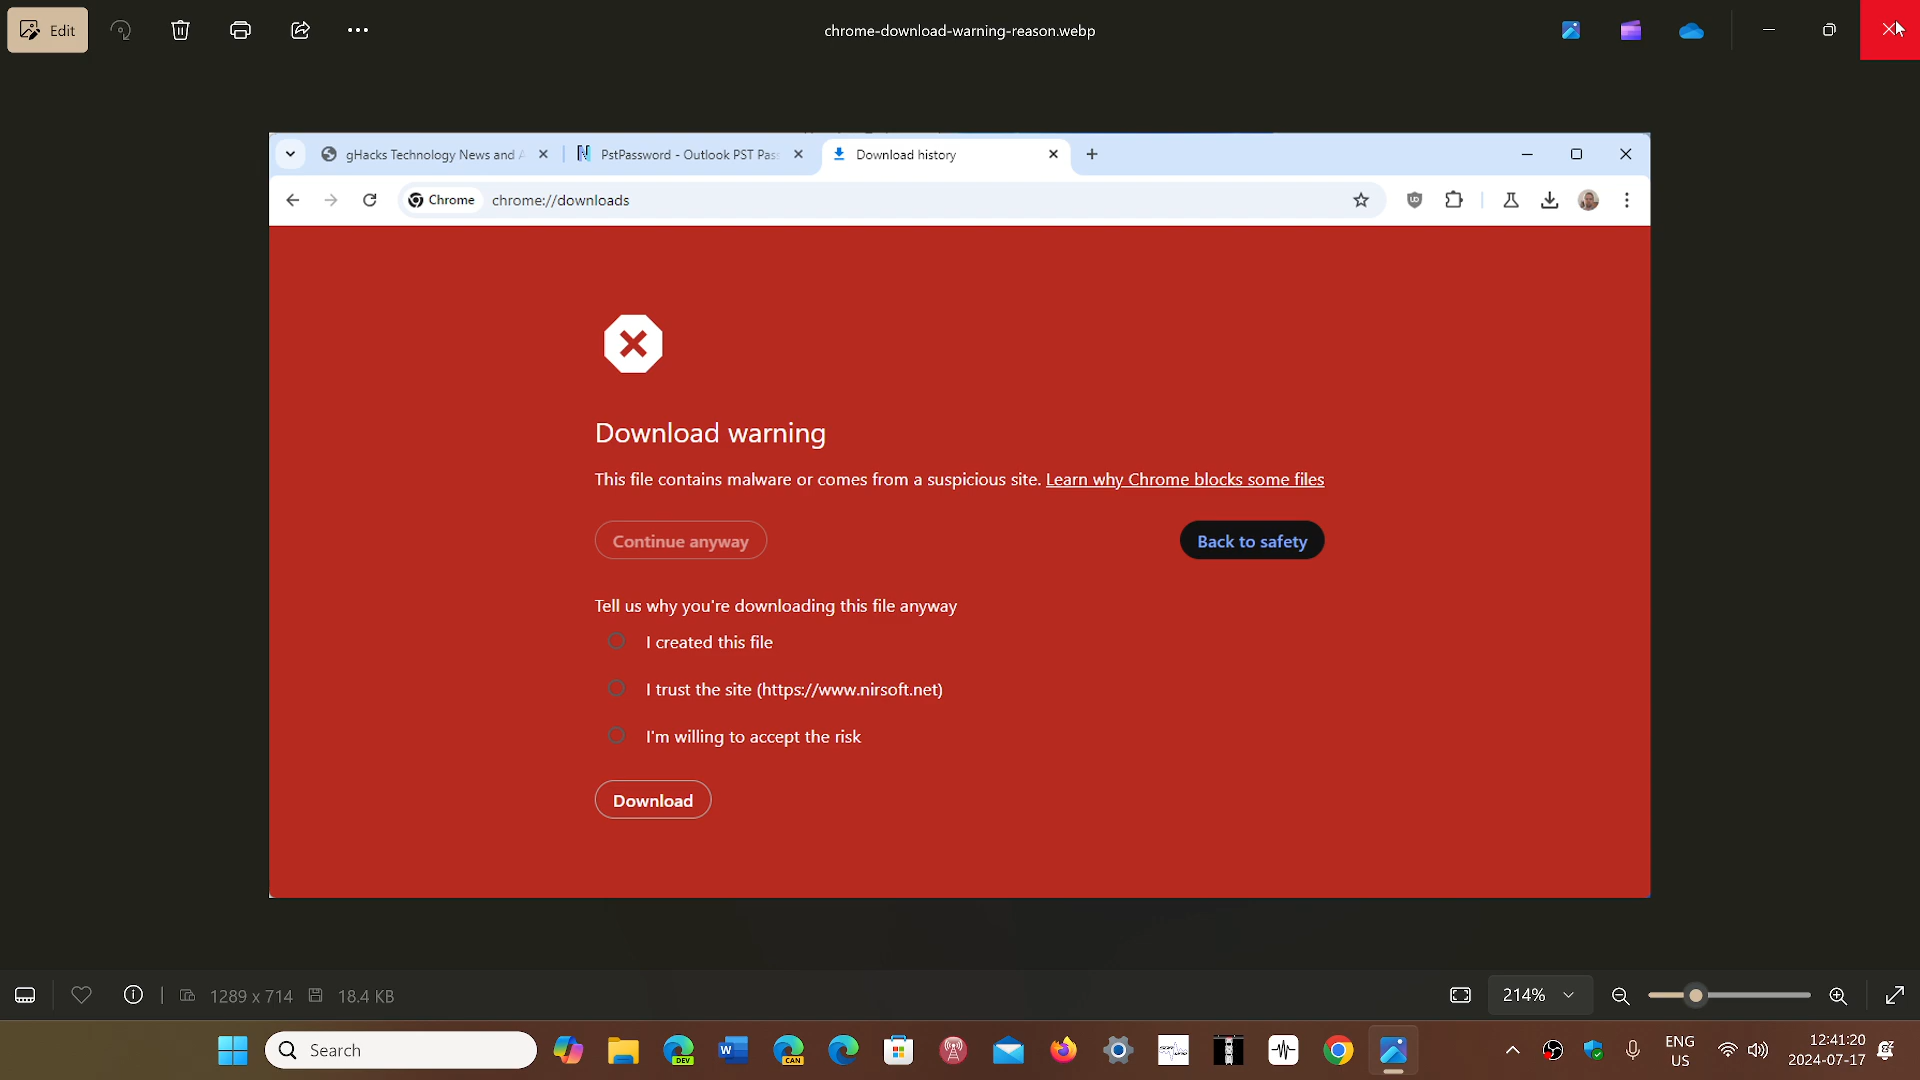 Edit
chrome-download-warning-reason.webp
gHacks Technology News and A
PstPassword - Outlook PST Pas
Download history
Chrome
chrome://downloads
Download warning
This file contains malware or comes from a suspicious site. Learn why Chrome blocks some files
Continue anyway
Back to safety
Tell us why you're downloading this file anyway
I created this file
I trust the site (https://www.nirsoft.net)
I'm willing to accept the risk
Download
1289 x 714
18.4 KB
214%
Search
DEV
W
CAN
ENG
US
12:41:20
2024-07-17